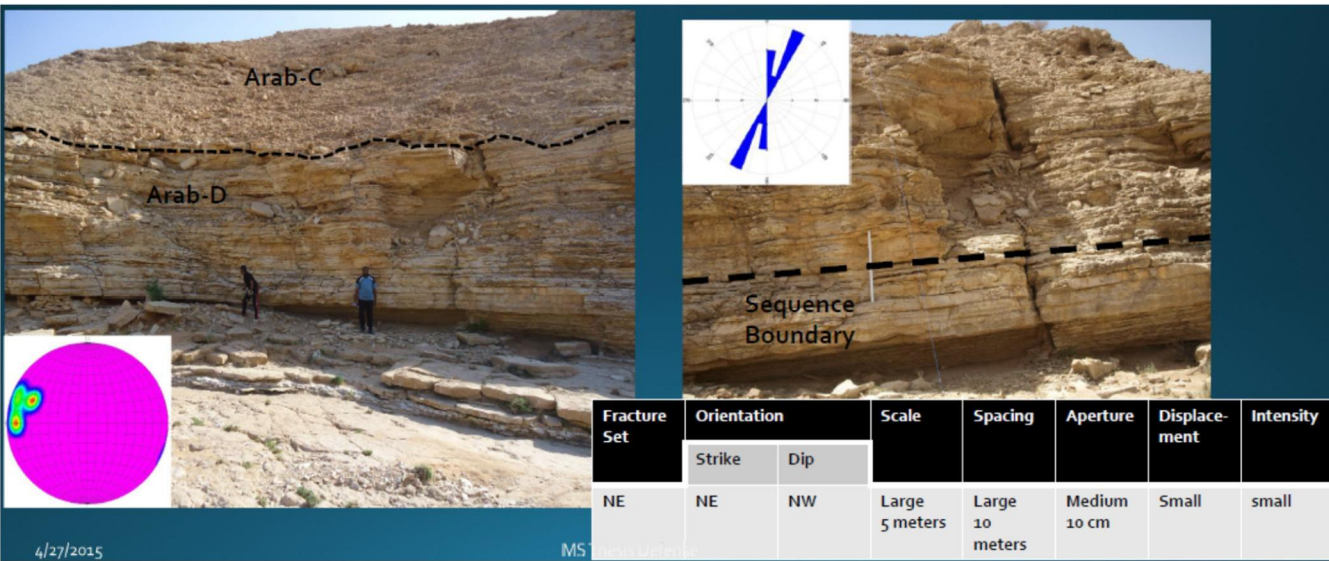 Arab-C
Arab-D
Sequence
Boundary
Fracture Set
Orientation
Scale
Spacing
Aperture
Displace-
ment
Intensity
Strike
Dip
NE
NE
NW
Large
5 meters
Large
10
meters
Medium
10 cm
Small
small
4/27/2015
MS Thesis Defense